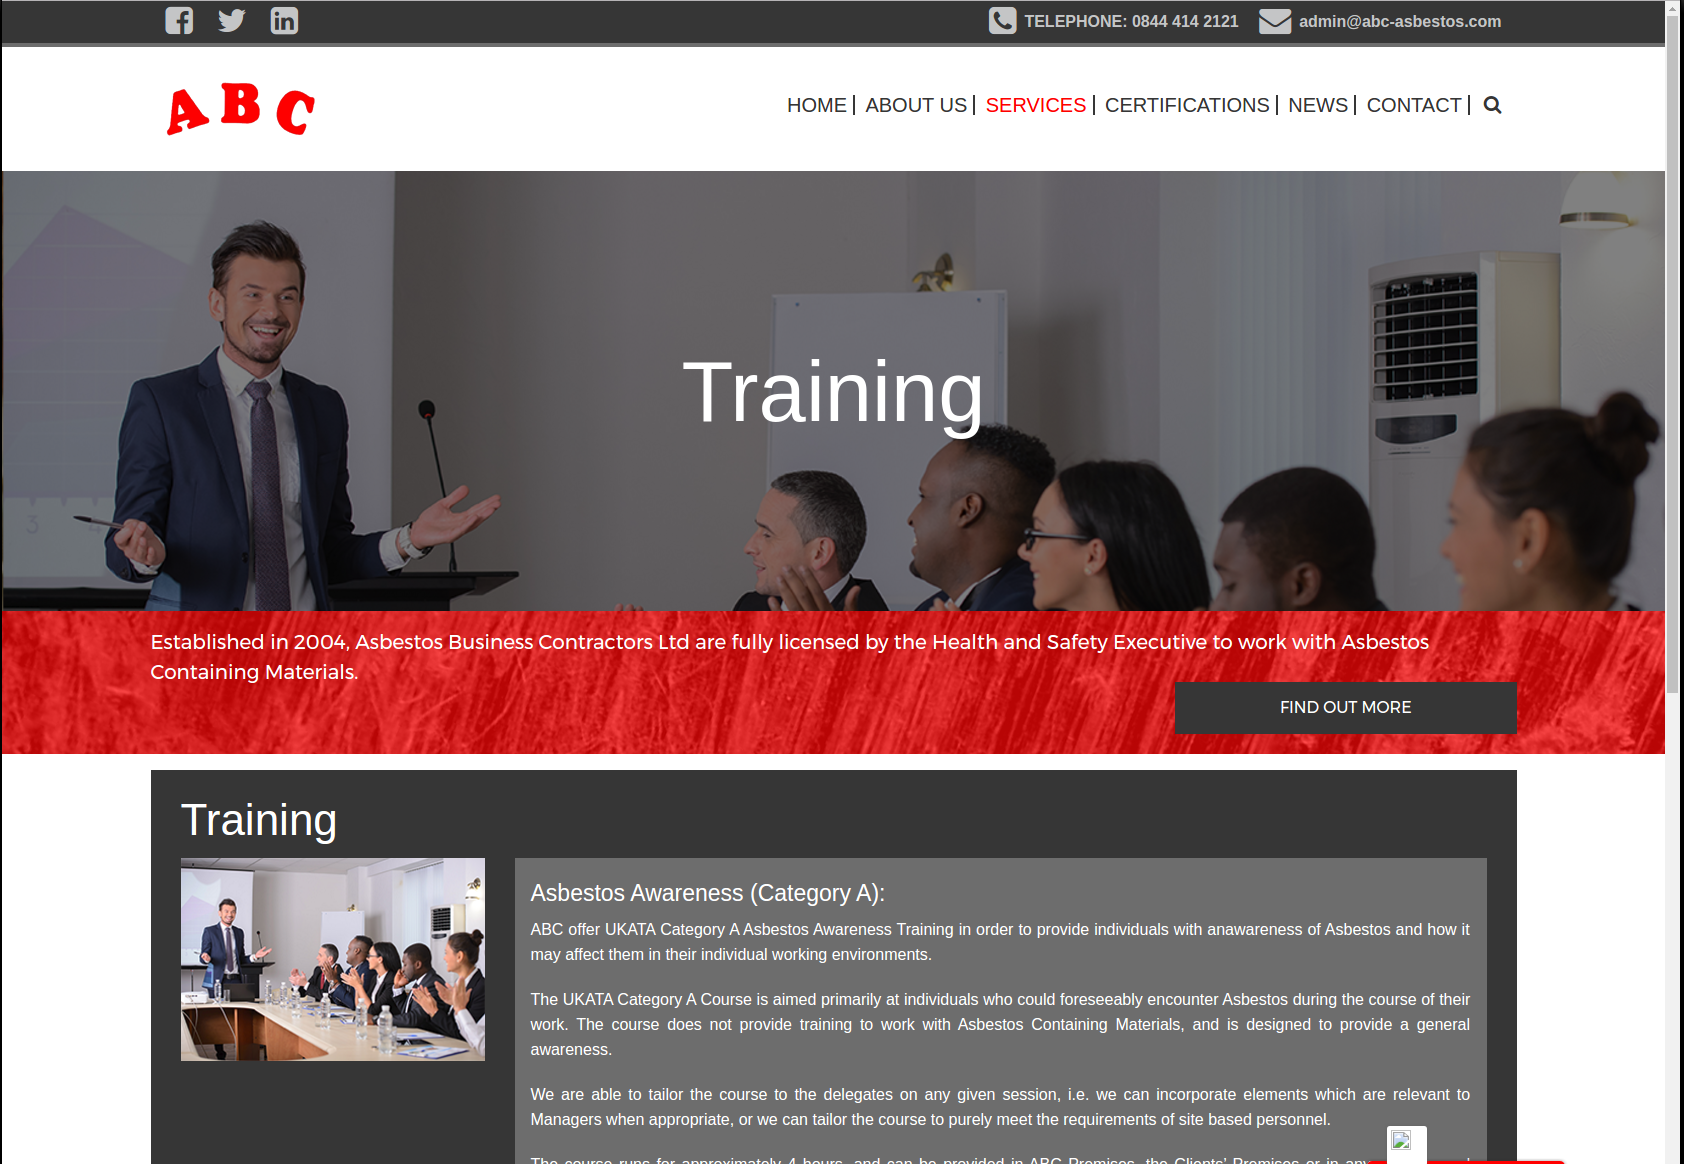 TELEPHONE: 0844 414 2121 admin@abc-asbestos.com
ABC
HOME ABOUT US SERVICES CERTIFICATIONS NEWS CONTACT
Training
3 4
Established in 2004, Asbestos Business Contractors Ltd are fully licensed by the Health and Safety Executive to work with Asbestos
Containing Materials.
FIND OUT MORE
Training
Asbestos Awareness (Category A):
ABC offer UKATA Category A Asbestos Awareness Training in order to provide individuals with anawareness of Asbestos and how it
may affect them in their individual working environments.
The UKATA Category A Course is aimed primarily at individuals who could foreseeably encounter Asbestos during the course of their
work. The course does not provide training to work with Asbestos Containing Materials, and is designed to provide a general
awareness.
We are able to tailor the course to the delegates on any given session, i.e. we can incorporate elements which are relevant to
Managers when appropriate, or we can tailor the course to purely meet the requirements of site based personnel.
The course runs for approximately 4 hours, and can be provided in ABC Premises, the Clients' Premises or in any